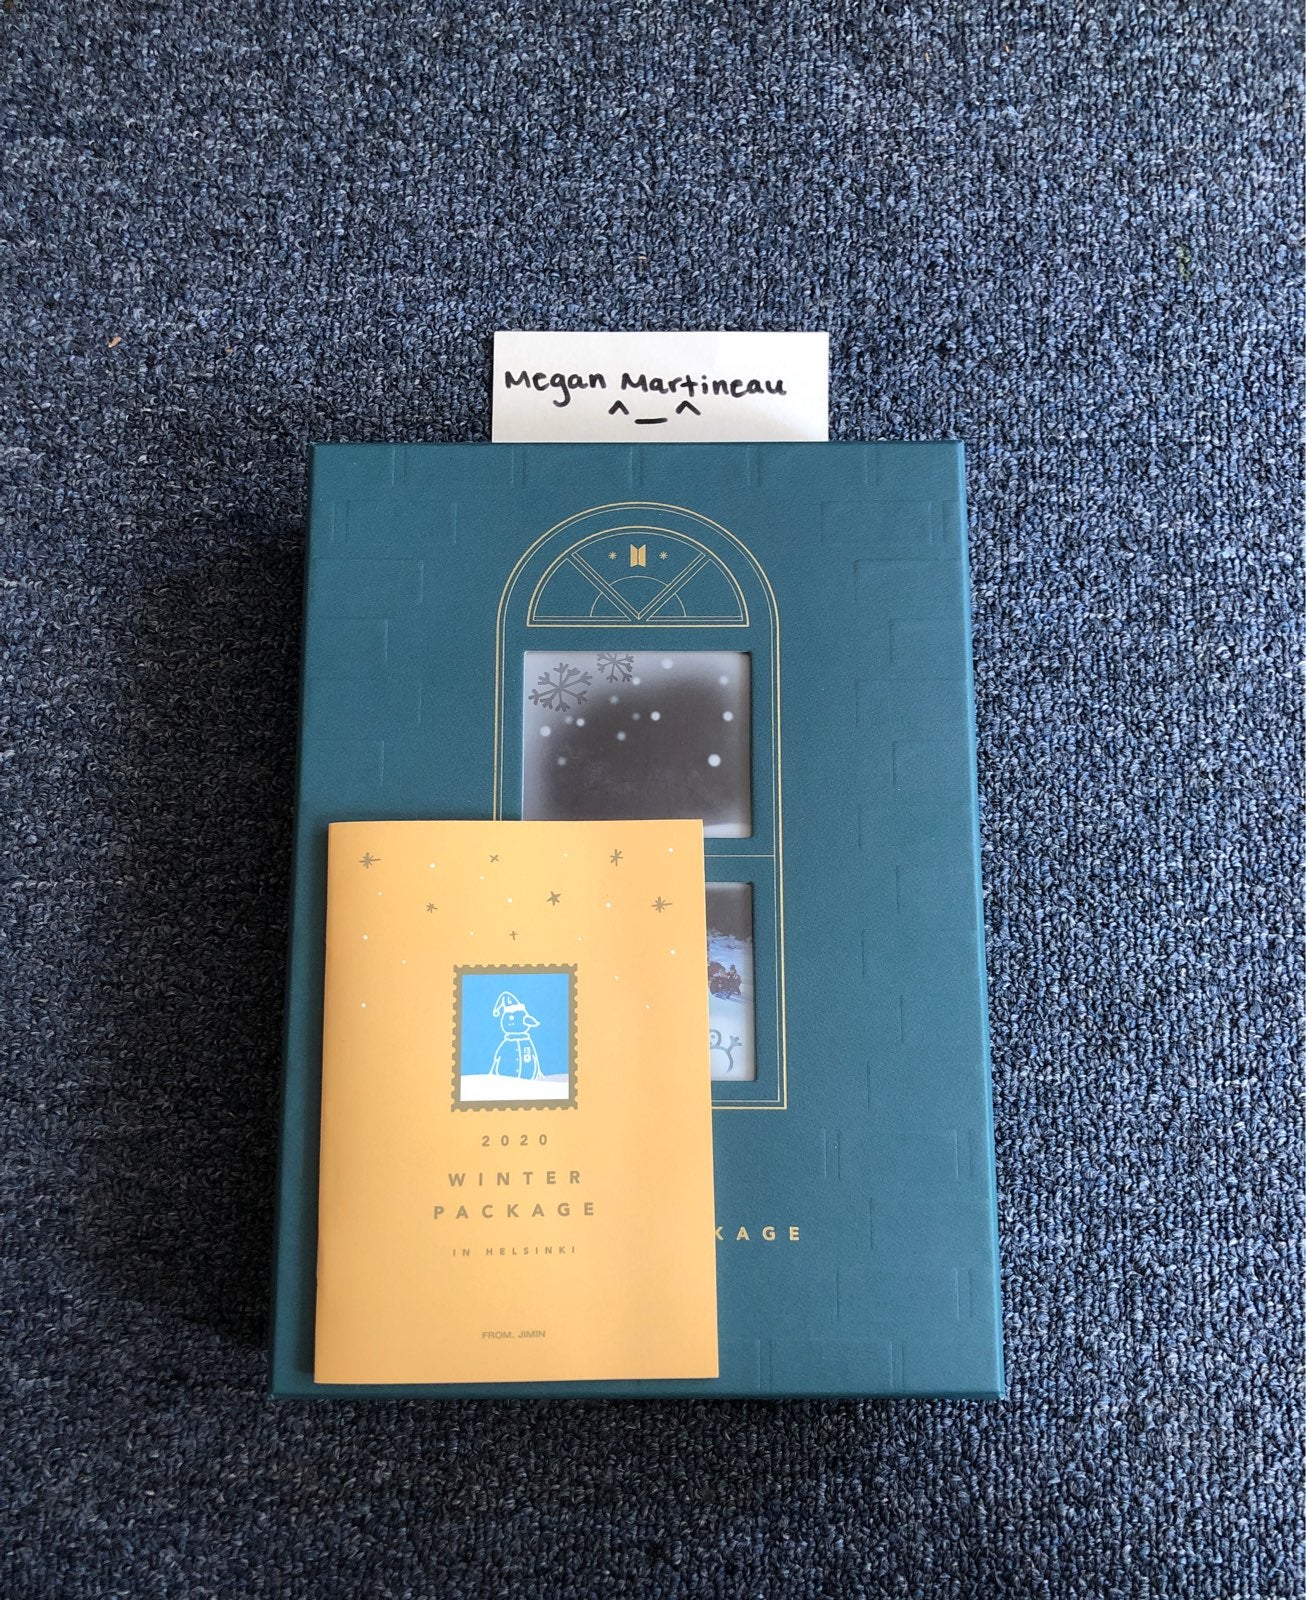 Megan Martineau
^_^
2020
WINTER
PACKAGE
IN HELSINKI
FROM. JIMIN
KAGE